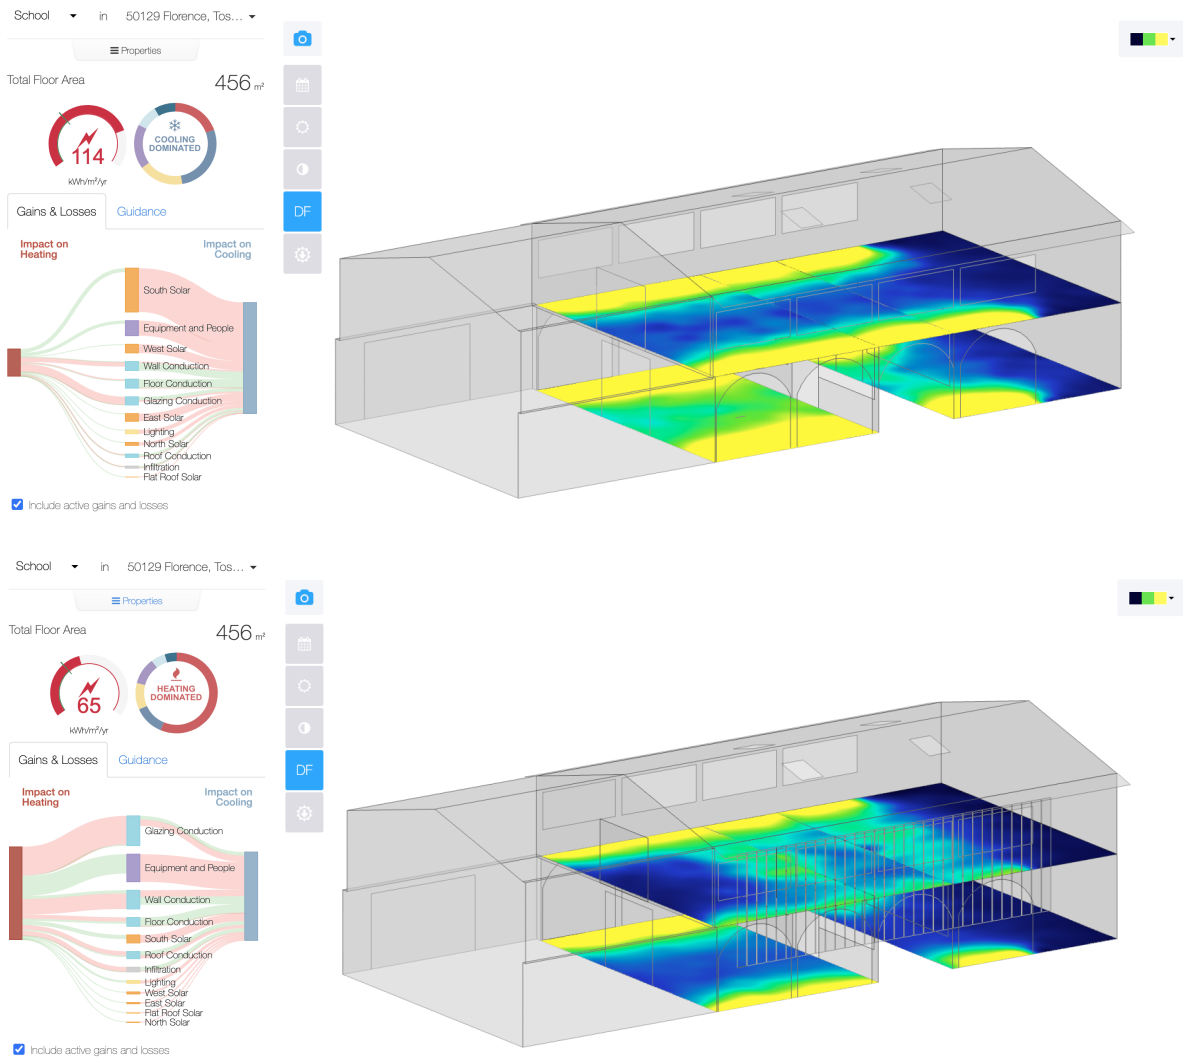 School in 50129 Florence, Tos...
Properties
Total Floor Area 456 m²
COOLING
DOMINATED
114
kWh/m²/yr
Gains & Losses Guidance
Impact on
Heating
Impact on
Cooling
South Solar
Equipment and People
West Solar
Wall Conduction
Floor Conduction
Glazing Conduction
East Solar
Lighting
North Solar
Roof Conduction
Infiltration
Flat Roof Solar
Include active gains and losses
DF
School in 50129 Florence, Tos...
Properties
Total Floor Area 456 m²
HEATING
DOMINATED
65
kWh/m²/yr
Gains & Losses Guidance
Impact on
Heating
Impact on
Cooling
Glazing Conduction
Equipment and People
Wall Conduction
Floor Conduction
South Solar
Roof Conduction
Infiltration
Lighting
West Solar
East Solar
Flat Roof Solar
North Solar
Include active gains and losses
DF